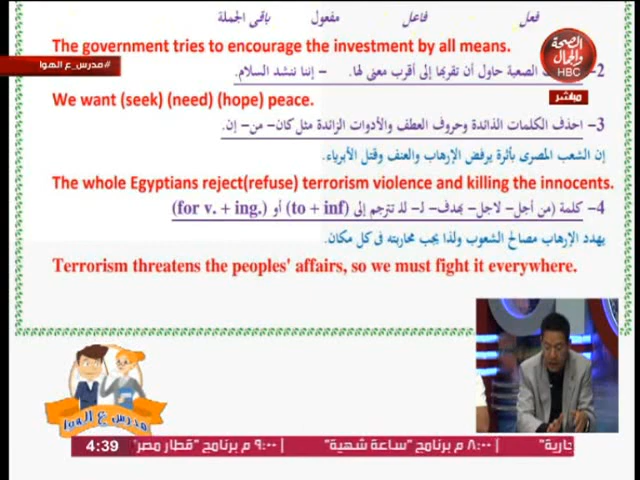 فعل فاعل مفعول باقى الجملة
The government tries to encourage the investment by all means.
#مدرس_ع_الهوا
الصحة والجمال
HBC
مباشر
2– الصعبة حاول أن تقربها إلى أقرب معنى لها. – إننا ننشد السلام.
We want (seek) (need) (hope) peace.
3– احذف الكلمات الذائدة وحروف العطف والأدوات الزائدة مثل كان– من– إن.
إن الشعب المصرى بأثرة يرفض الإرهاب والعنف وقتل الأبرياء.
The whole Egyptians reject(refuse) terrorism violence and killing the innocents.
4– كلمة (من أجل– لاجل– بهدف– لـ– لذ تترجم إلى (to + inf) أو (for v. + ing.)
يهدد الإرهاب مصالح الشعوب ولذا يجب محاربته فى كل مكان.
Terrorism threatens the peoples' affairs, so we must fight it everywhere.
مدرس ع الهوا
4:39
جارية" ٨:٠٠ م برنامج "ساعة شهية" ٩:٠٠ م برنامج "قطار مصر"